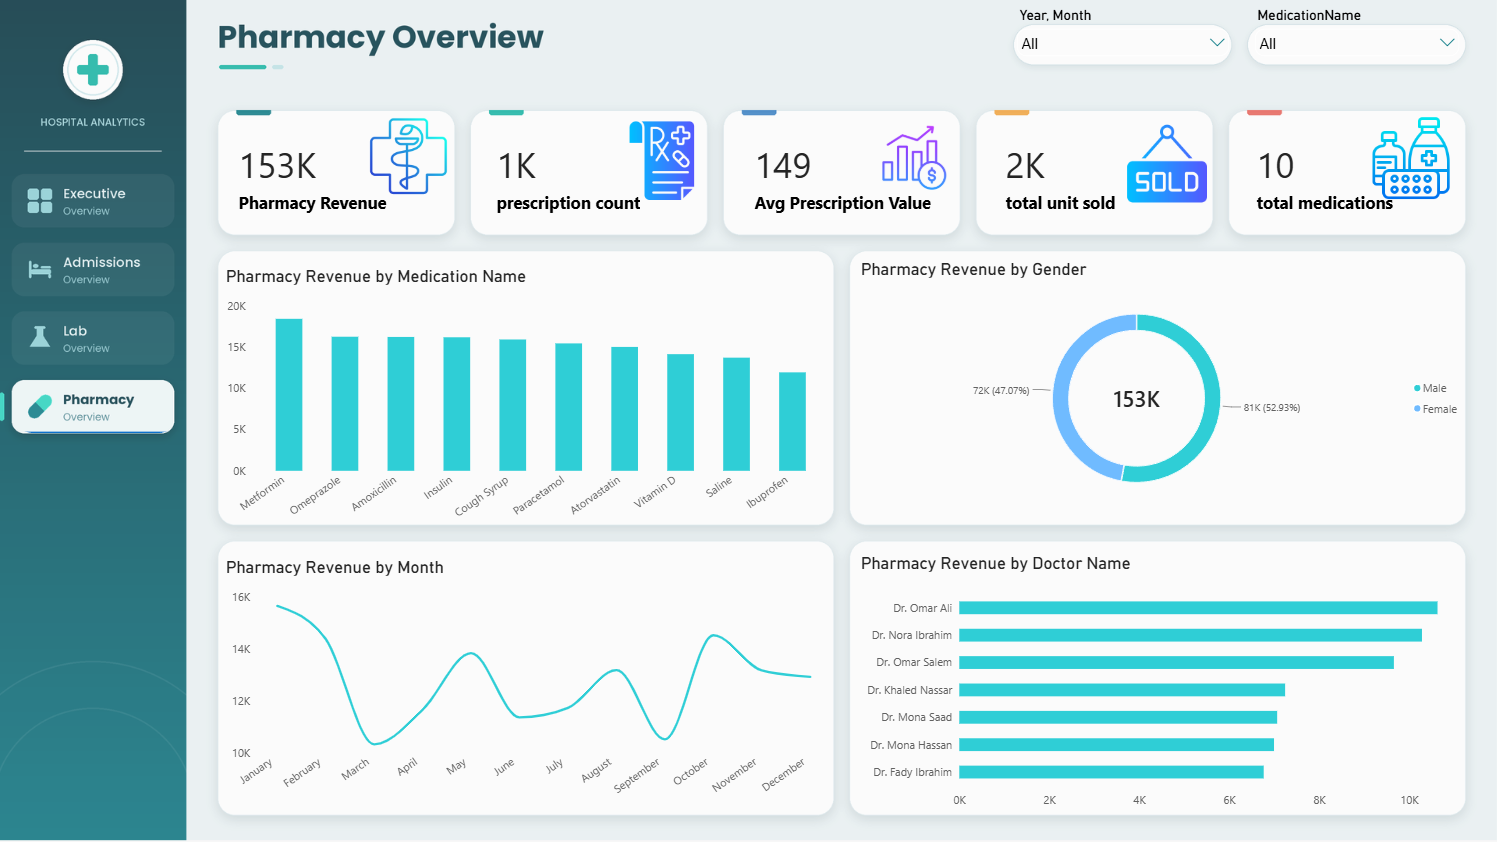 Pharmacy Overview
Year, Month
All
MedicationName
All
HOSPITAL ANALYTICS
Executive
Overview
Admissions
Overview
Lab
Overview
Pharmacy
Overview
153K
Pharmacy Revenue
1K
prescription count
Rx
149
Avg Prescription Value
$
2K
total unit sold
SOLD
10
total medications
Pharmacy Revenue by Medication Name
20K
15K
10K
5K
0K
Metformin
Omeprazole
Amoxicillin
Insulin
Cough Syrup
Paracetamol
Atorvastatin
Vitamin D
Saline
Ibuprofen
Pharmacy Revenue by Gender
72K (47.07%)
153K
81K (52.93%)
Male
Female
Pharmacy Revenue by Month
16K
14K
12K
10K
January
February
March
April
May
June
July
August
September
October
November
December
Pharmacy Revenue by Doctor Name
Dr. Omar Ali
Dr. Nora Ibrahim
Dr. Omar Salem
Dr. Khaled Nassar
Dr. Mona Saad
Dr. Mona Hassan
Dr. Fady Ibrahim
0K
2K
4K
6K
8K
10K